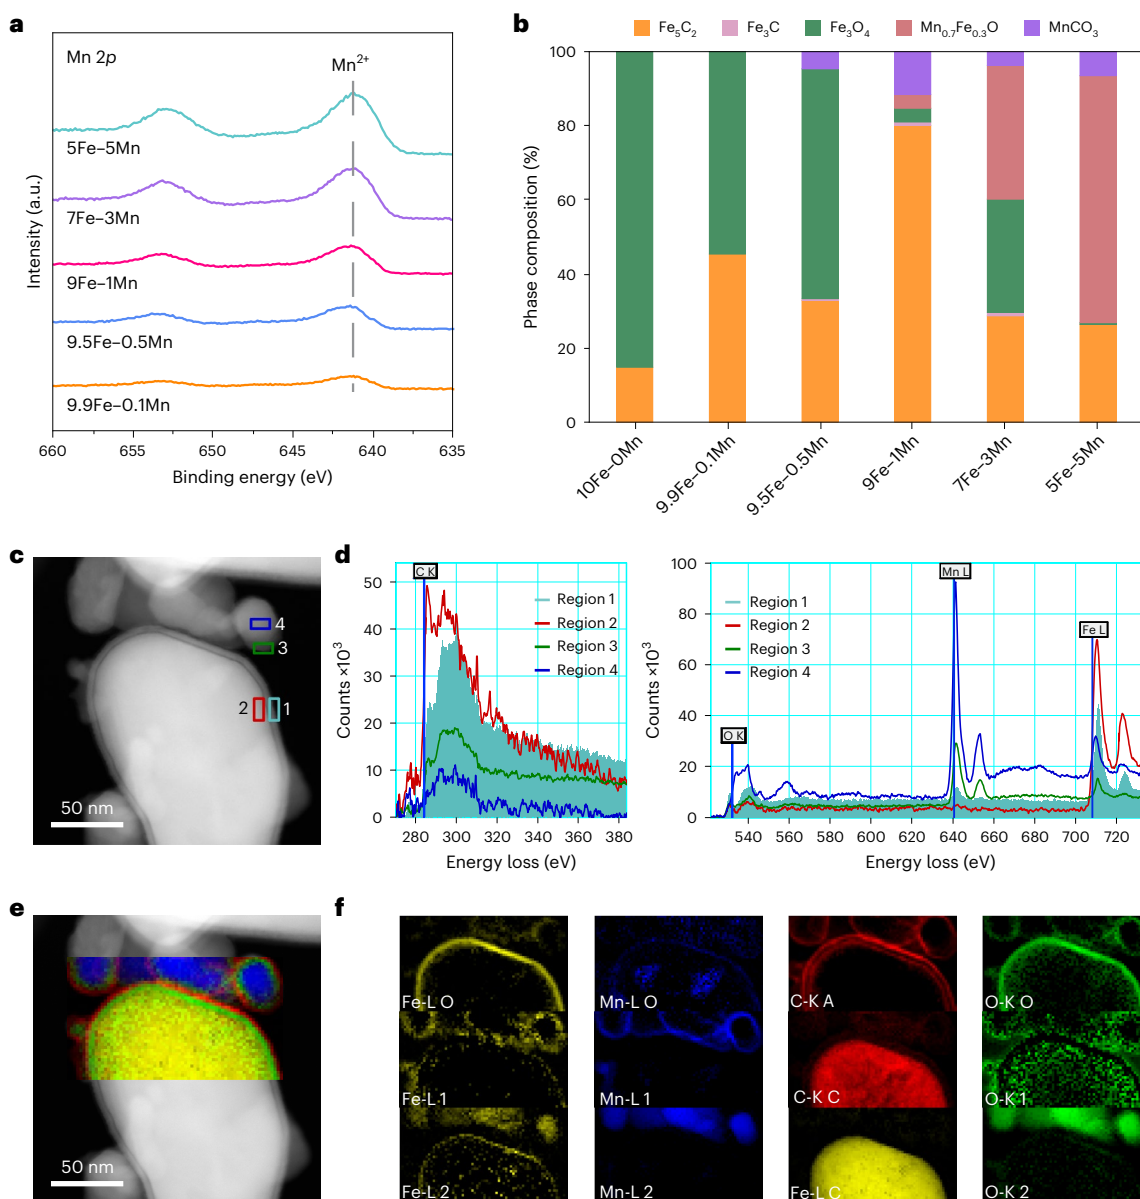 a
Mn 2p
Mn2+
5Fe–5Mn
7Fe–3Mn
9Fe–1Mn
9.5Fe–0.5Mn
9.9Fe–0.1Mn
Intensity (a.u.)
660 655 650 645 640 635
Binding energy (eV)
b
Fe5C2 Fe3C Fe3O4 Mn0.7Fe0.3O MnCO3
Phase composition (%)
100
80
60
40
20
0
10Fe–0Mn
9.9Fe–0.1Mn
9.5Fe–0.5Mn
9Fe–1Mn
7Fe–3Mn
5Fe–5Mn
c
4
3
2 1
50 nm
d
C K
Region 1
Region 2
Region 3
Region 4
Counts ×10³
50
40
30
20
10
0
280 300 320 340 360 380
Energy loss (eV)
Mn L
Fe L
O K
Region 1
Region 2
Region 3
Region 4
Counts ×10³
100
80
60
40
20
0
540 560 580 600 620 640 660 680 700 720
Energy loss (eV)
e
50 nm
f
Fe-L O
Mn-L O
C-K A
O-K O
Fe-L 1
Mn-L 1
C-K C
O-K 1
Fe-L 2
Mn-L 2
Fe-L C
O-K 2